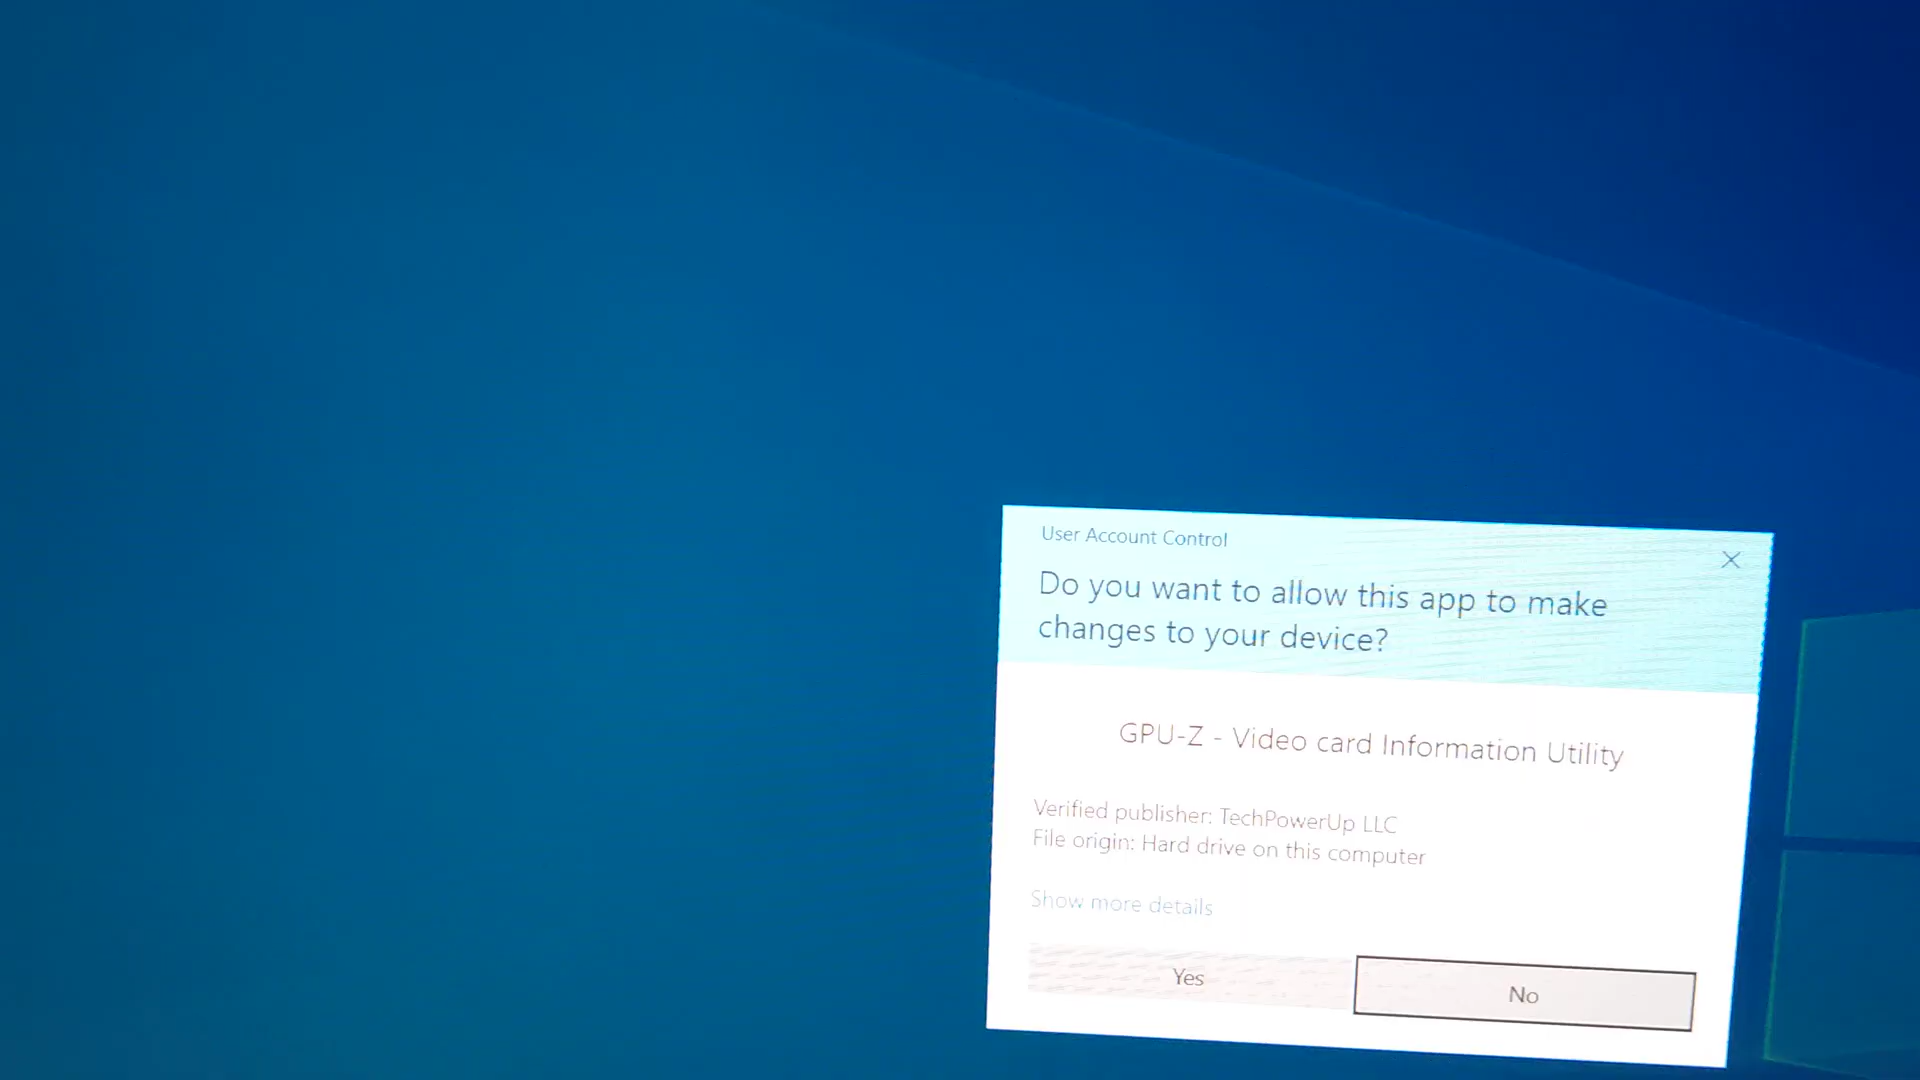 User Account Control
Do you want to allow this app to make
changes to your device?
GPU-Z - Video card Information Utility
Verified publisher: TechPowerUp LLC
File origin: Hard drive on this computer
Show more details
Yes
No